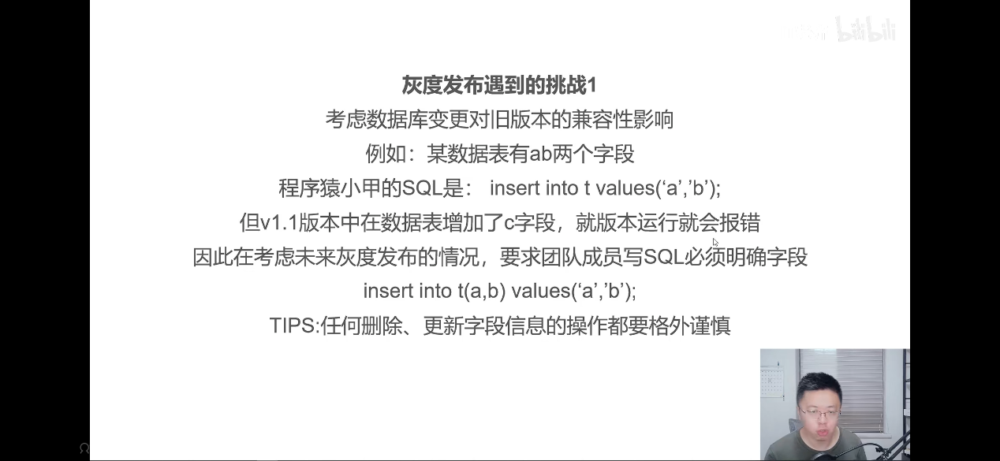 bilibili
灰度发布遇到的挑战1
考虑数据库变更对旧版本的兼容性影响
例如：某数据表有ab两个字段
程序猿小甲的SQL是： insert into t values(‘a’,’b’);
但v1.1版本中在数据表增加了c字段，就版本运行就会报错
因此在考虑未来灰度发布的情况，要求团队成员写SQL必须明确字段
insert into t(a,b) values(‘a’,’b’);
TIPS:任何删除、更新字段信息的操作都要格外谨慎